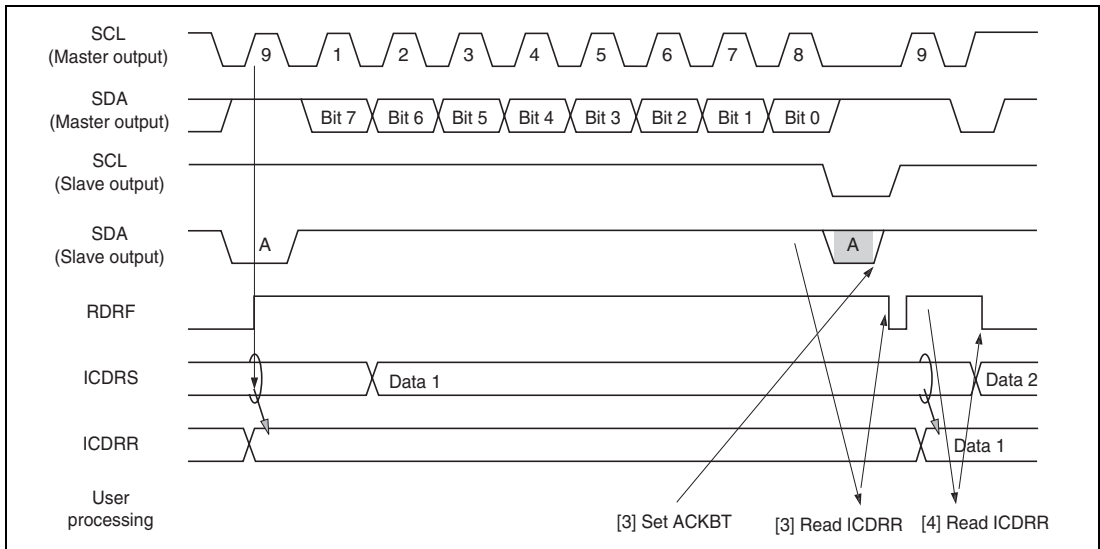 SCL
(Master output)
9 1 2 3 4 5 6 7 8 9
SDA
(Master output)
Bit 7 Bit 6 Bit 5 Bit 4 Bit 3 Bit 2 Bit 1 Bit 0
SCL
(Slave output)
SDA
(Slave output)
A A
RDRF
ICDRS
Data 1 Data 2
ICDRR
Data 1
User
processing
[3] Set ACKBT [3] Read ICDRR [4] Read ICDRR